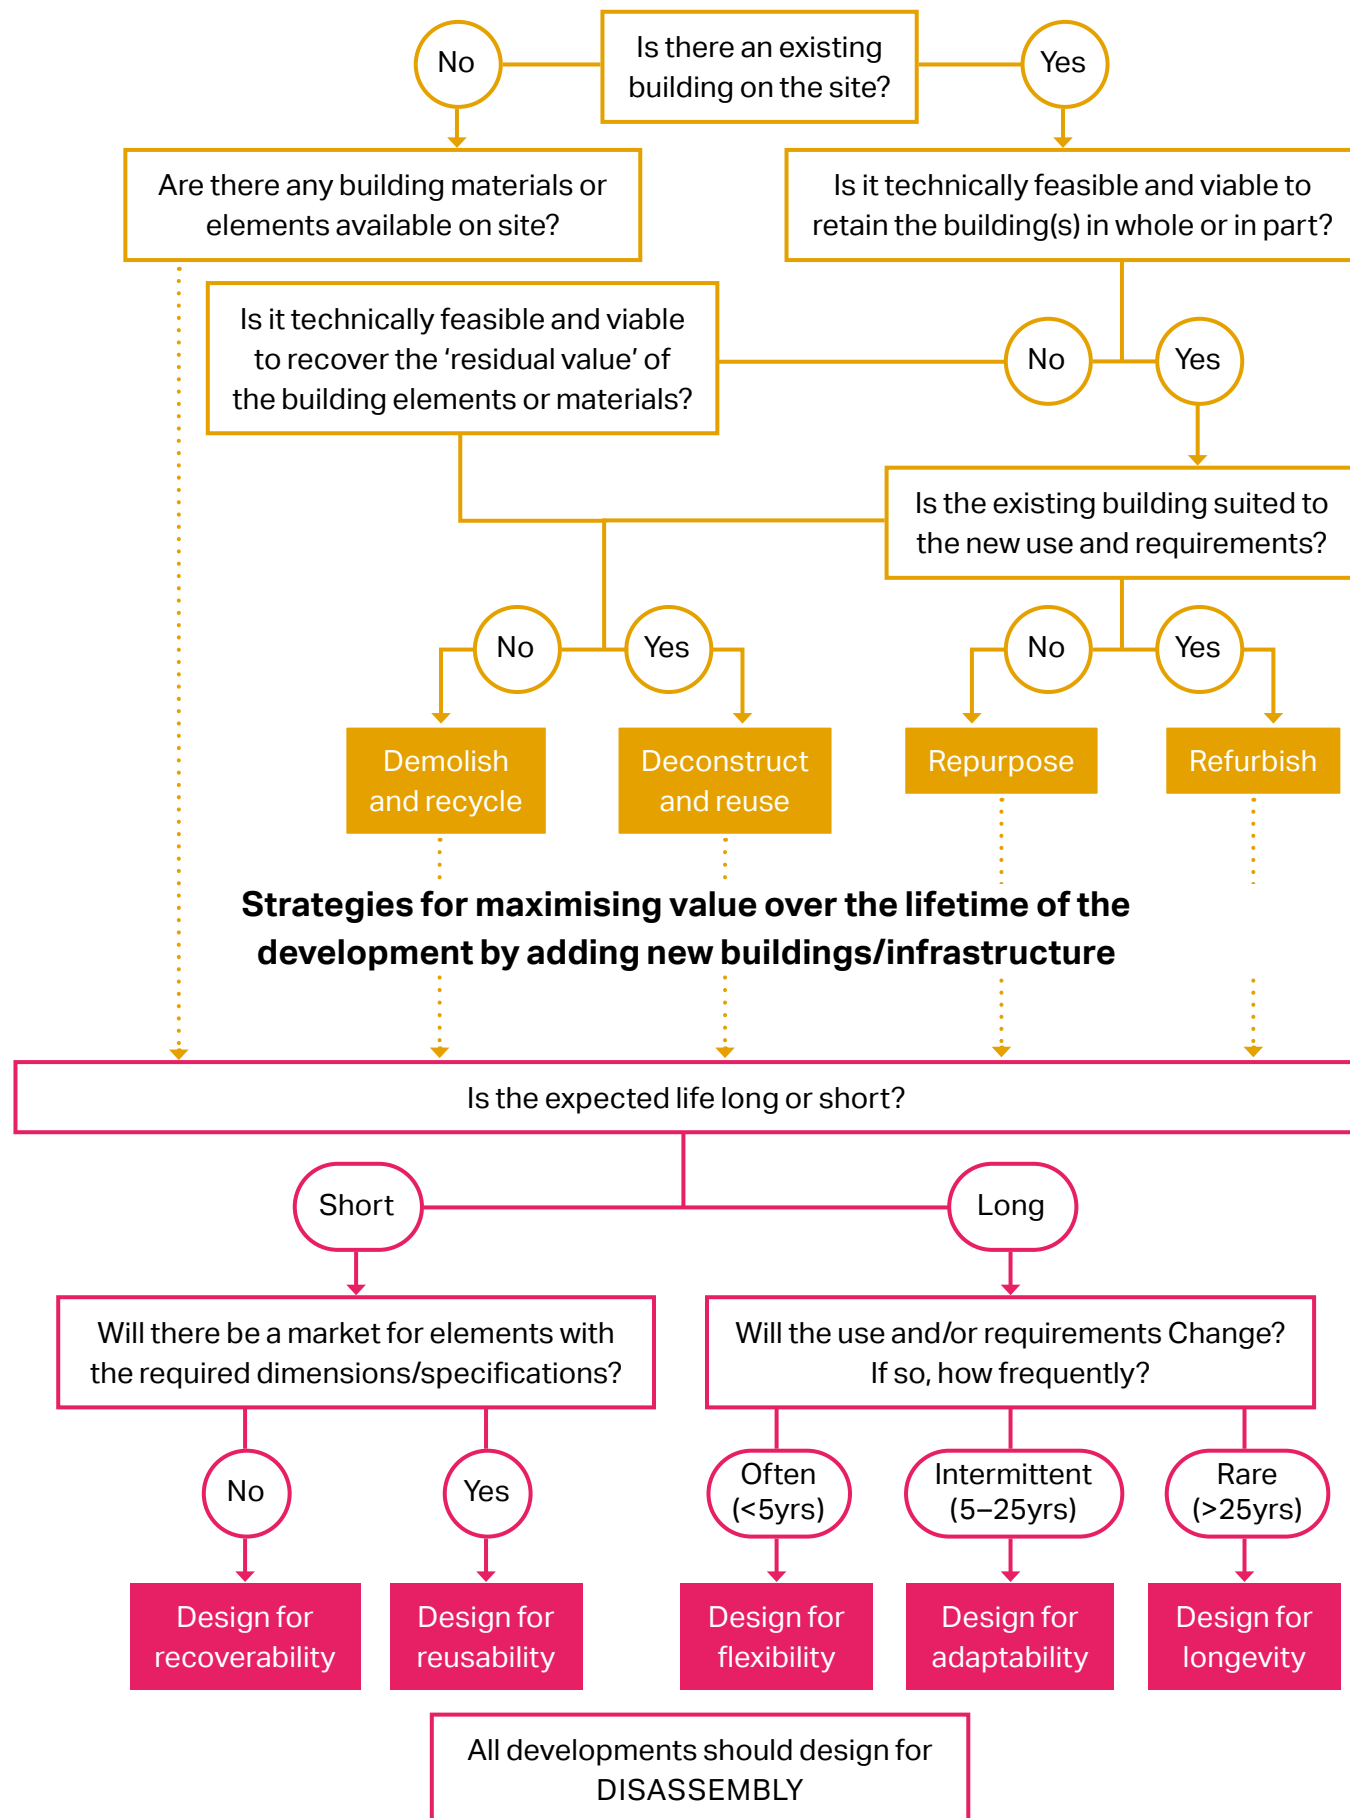 No
Is there an existing
building on the site?
Yes
Are there any building materials or
elements available on site?
Is it technically feasible and viable to
retain the building(s) in whole or in part?
Is it technically feasible and viable
to recover the ‘residual value’ of
the building elements or materials?
No
Yes
Is the existing building suited to
the new use and requirements?
No
Yes
No
Yes
Demolish
and recycle
Deconstruct
and reuse
Repurpose
Refurbish
Strategies for maximising value over the lifetime of the
development by adding new buildings/infrastructure
Is the expected life long or short?
Short
Long
Will there be a market for elements with
the required dimensions/specifications?
Will the use and/or requirements Change?
If so, how frequently?
No
Yes
Often
(<5yrs)
Intermittent
(5–25yrs)
Rare
(>25yrs)
Design for
recoverability
Design for
reusability
Design for
flexibility
Design for
adaptability
Design for
longevity
All developments should design for
DISASSEMBLY